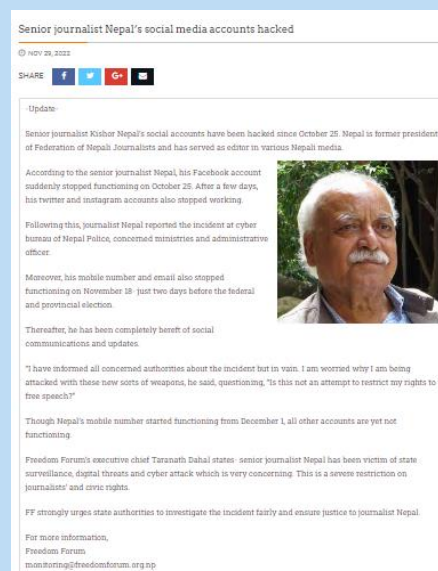 Senior journalist Nepal's social media accounts hacked
NOV 29, 2022
SHARE
-Update-
Senior journalist Kishor Nepal's social accounts have been hacked since October 25. Nepal is former president
of Federation of Nepali Journalists and has served as editor in various Nepali media.
According to the senior journalist Nepal, his Facebook account
suddenly stopped functioning on October 25. After a few days,
his twitter and instagram accounts also stopped working.
Following this, journalist Nepal reported the incident at cyber
bureau of Nepal Police, concerned ministries and administrative
officer.
Moreover, his mobile number and email also stopped
functioning on November 18- just two days before the federal
and provincial election.
Thereafter, he has been completely bereft of social
communications and updates.
"I have informed all concerned authorities about the incident but in vain. I am worried why I am being
attacked with these new sorts of weapons, he said, questioning, "Is this not an attempt to restrict my rights to
free speech?"
Though Nepal's mobile number started functioning from December 1, all other accounts are yet not
functioning.
Freedom Forum's executive chief Taranath Dahal states- senior journalist Nepal has been victim of state
surveillance, digital threats and cyber attack which is very concerning. This is a severe restriction on
journalists' and civic rights.
FF strongly urges state authorities to investigate the incident fairly and ensure justice to journalist Nepal.
For more information,
Freedom Forum
monitoring@freedomforum.org.np